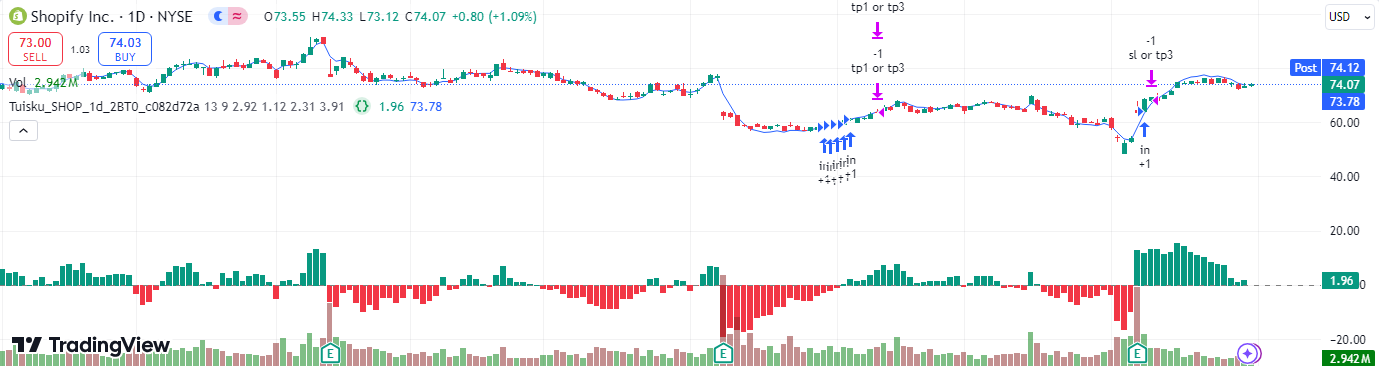 Shopify Inc. · 1D · NYSE
O73.55 H74.33 L73.12 C74.07 +0.80 (+1.09%)
73.00
SELL
1.03
74.03
BUY
Vol 2.942M
Tuisku_SHOP_1d_2BT0_c082d72a 13 9 2.92 1.12 2.31 3.91 {} 1.96 73.78
tp1 or tp3
-1
tp1 or tp3
-1
sl or tp3
in
+1
in
+1
USD
Post 74.12
74.07
73.78
60.00
40.00
20.00
1.96
0
−20.00
2.942M
E
E
E
TradingView